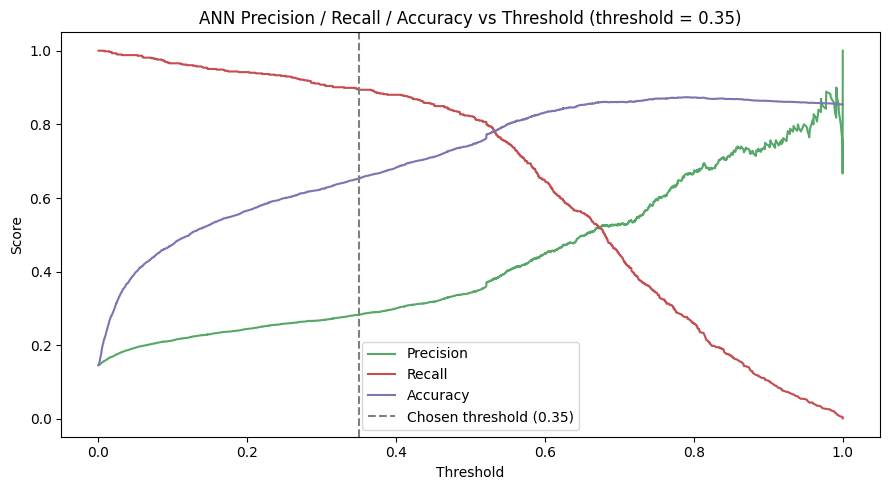 ANN Precision / Recall / Accuracy vs Threshold (threshold = 0.35)
Score
1.0
0.8
0.6
0.4
0.2
0.0
Precision
Recall
Accuracy
Chosen threshold (0.35)
0.0 0.2 0.4 0.6 0.8 1.0
Threshold